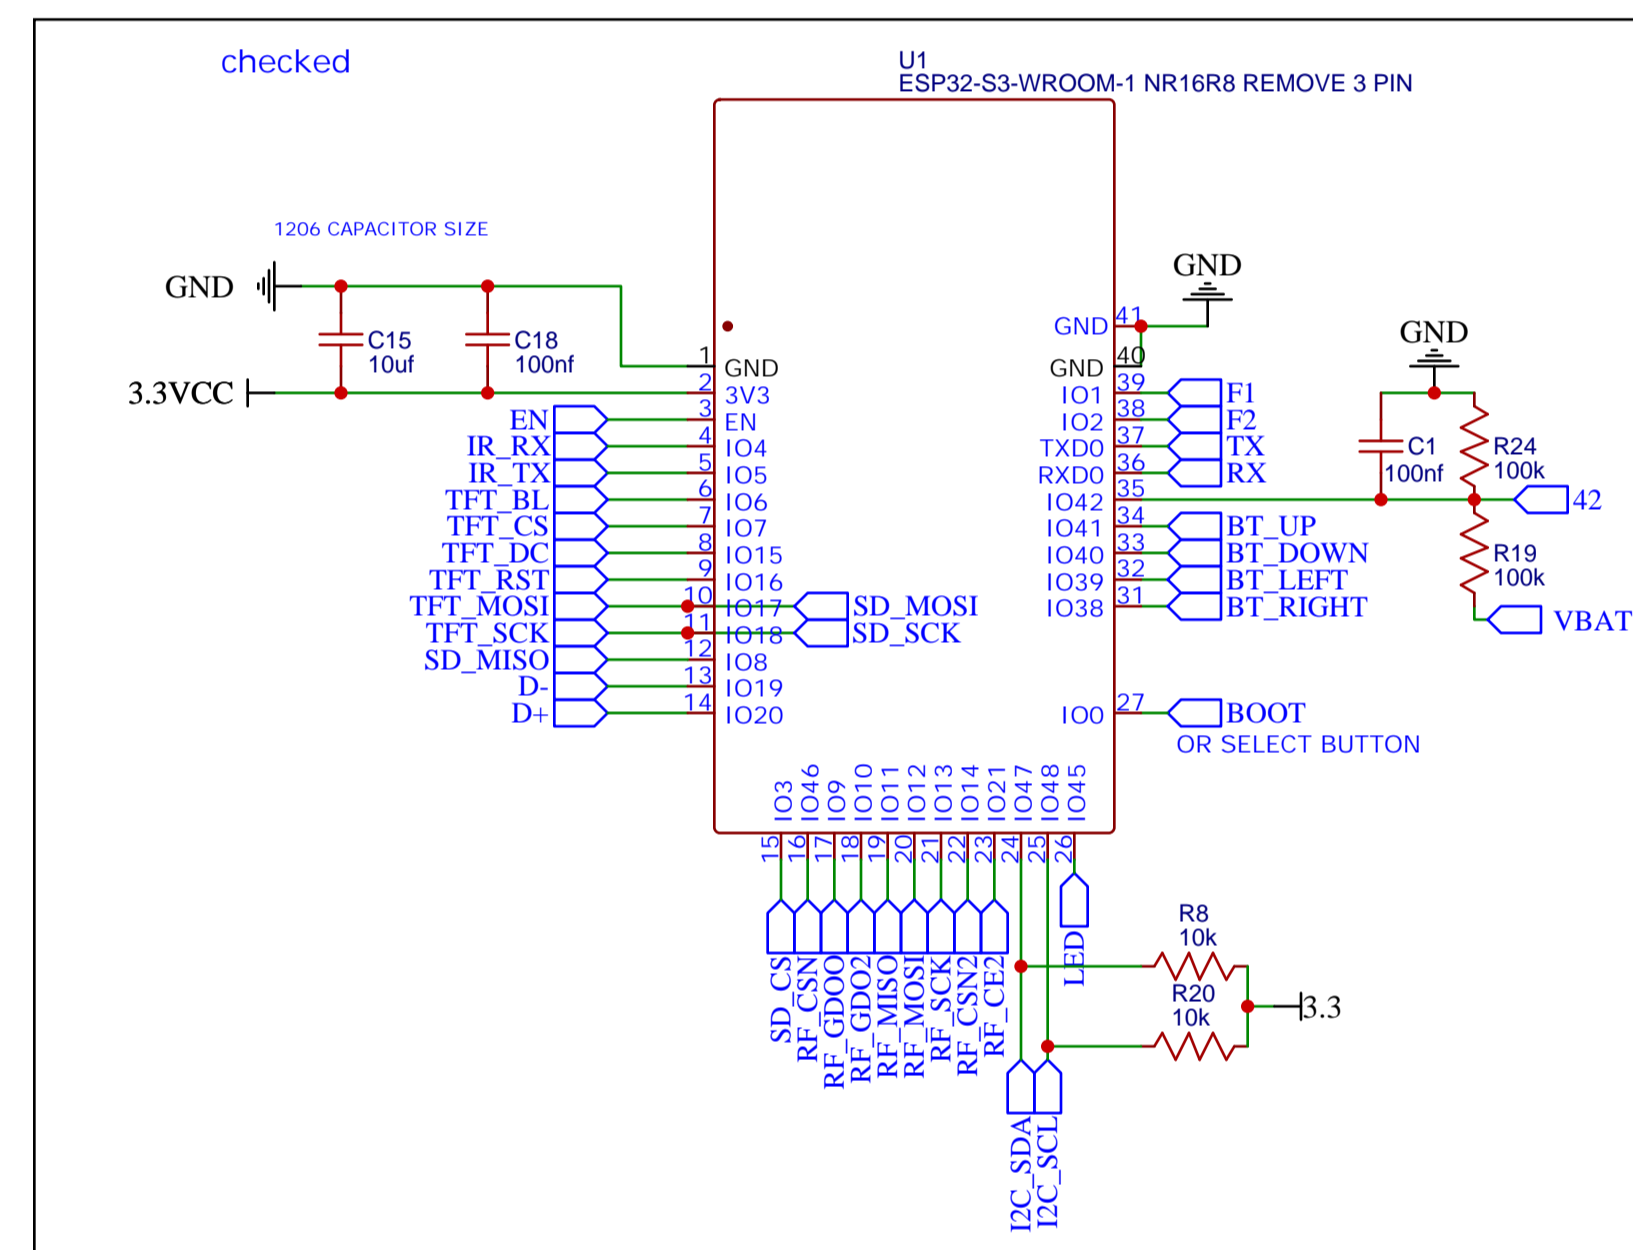 checked
U1
ESP32-S3-WROOM-1 NR16R8 REMOVE 3 PIN
1206 CAPACITOR SIZE
GND
C15
10uf
C18
100nf
3.3VCC
1 GND
2 3V3
EN 3 EN
IR_RX 4 IO4
IR_TX 5 IO5
TFT_BL 6 IO6
TFT_CS 7 IO7
TFT_DC 8 IO15
TFT_RST 9 IO16
TFT_MOSI 10 IO17 SD_MOSI
TFT_SCK 11 IO18 SD_SCK
SD_MISO 12 IO8
D- 13 IO19
D+ 14 IO20
GND
GND 41
GND 40
IO1 39 F1
IO2 38 F2
TXD0 37 TX
RXD0 36 RX
IO42 35 42
IO41 34 BT_UP
IO40 33 BT_DOWN
IO39 32 BT_LEFT
IO38 31 BT_RIGHT
IO0 27 BOOT
OR SELECT BUTTON
GND
C1
100nf
R24
100k
R19
100k
VBAT
IO3 15 SD_CS
IO46 16 RF_CSN
IO9 17 RF_GDOO
IO10 18 RF_GDO2
IO11 19 RF_MISO
IO12 20 RF_MOSI
IO13 21 RF_SCK
IO14 22 RF_CSN2
IO21 23 RF_CE2
IO47 24 I2C_SDA
IO48 25 I2C_SCL
IO45 26 LED
R8
10k
R20
10k
3.3